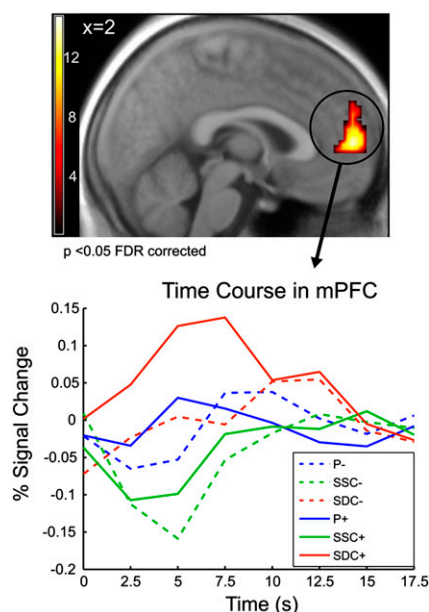 x=2
12
8
4
p <0.05 FDR corrected
Time Course in mPFC
% Signal Change
0.15
0.1
0.05
0
-0.05
-0.1
-0.15
-0.2
P-
SSC-
SDC-
P+
SSC+
SDC+
0 2.5 5 7.5 10 12.5 15 17.5
Time (s)